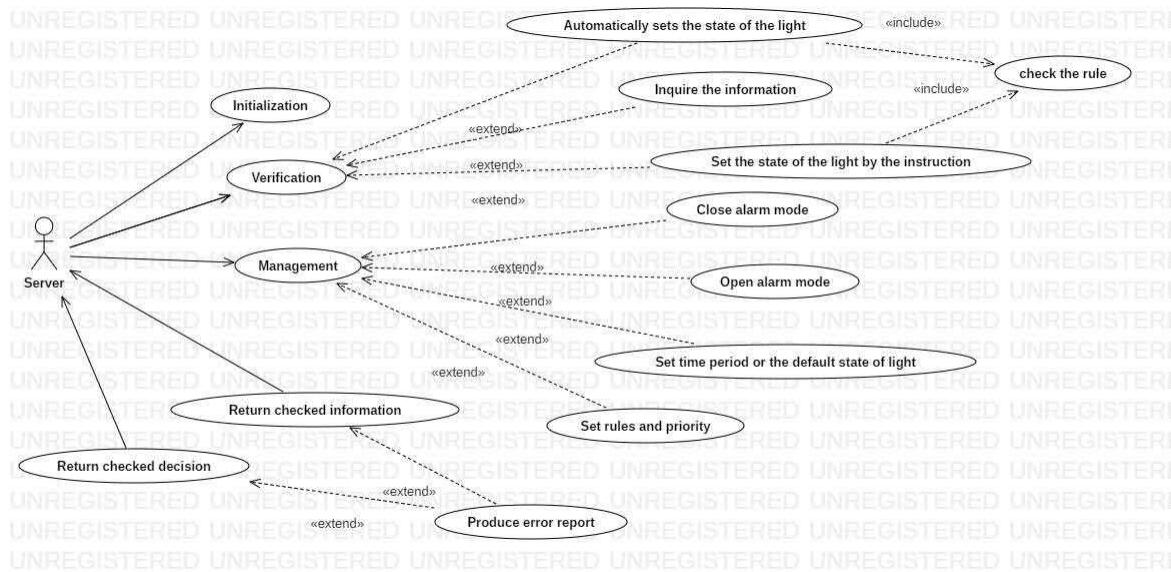 Automatically sets the state of the light
«include»
check the rule
Inquire the information
«include»
Initialization
«extend»
Set the state of the light by the instruction
«extend»
Verification
«extend»
Close alarm mode
Management
«extend»
Open alarm mode
Server
«extend»
«extend»
Set time period or the default state of light
«extend»
Return checked information
Set rules and priority
Return checked decision
«extend»
«extend»
Produce error report
UNREGISTERED